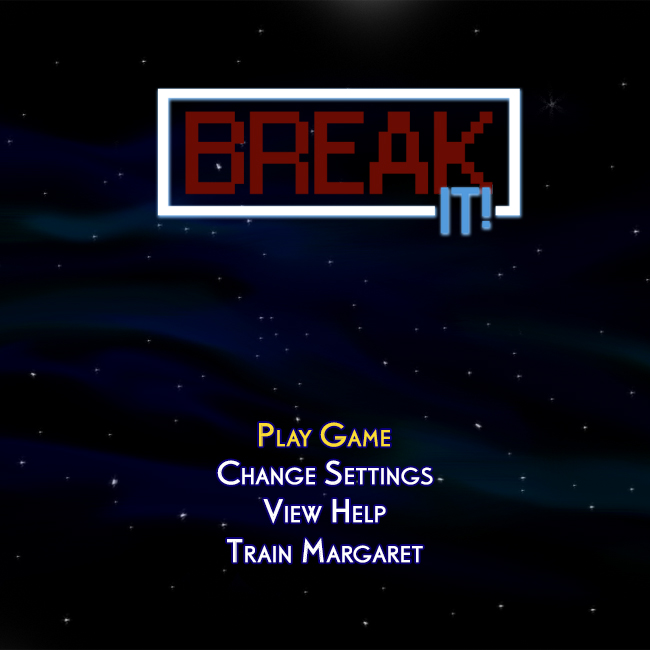 BREAK
IT!
Play Game
Change Settings
View Help
Train Margaret